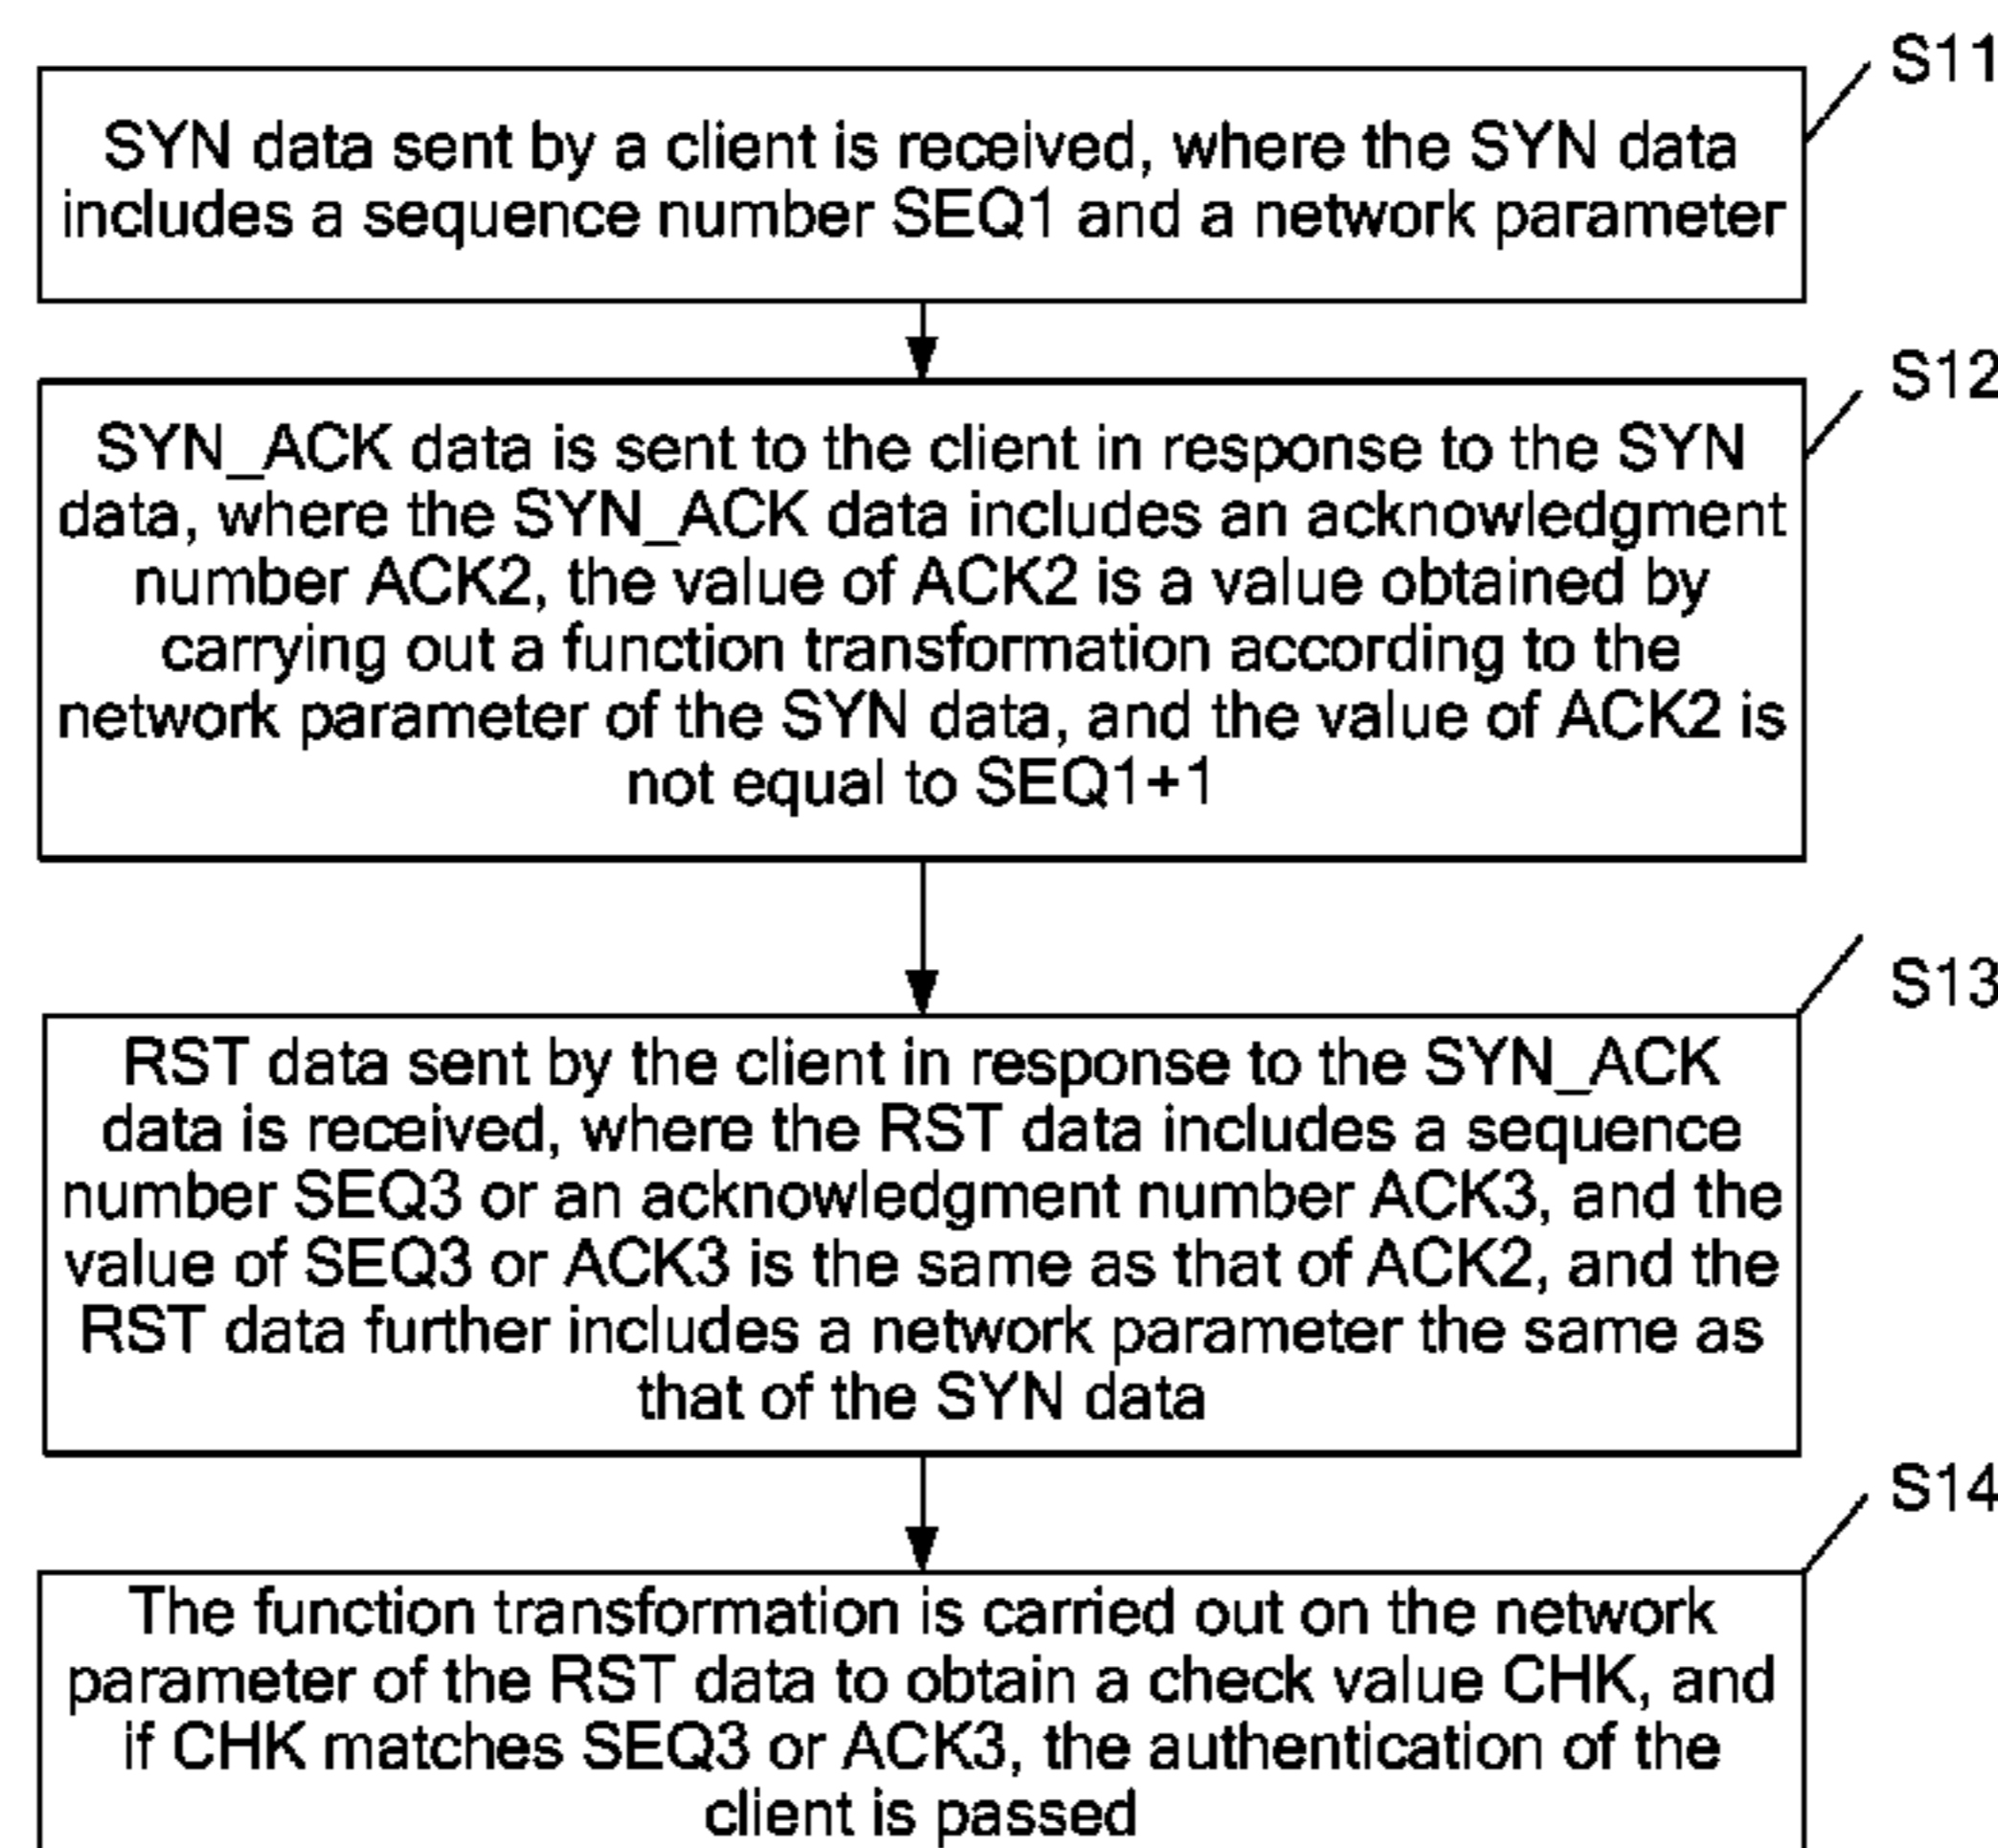 S11
SYN data sent by a client is received, where the SYN data
includes a sequence number SEQ1 and a network parameter
S12
SYN_ACK data is sent to the client in response to the SYN
data, where the SYN_ACK data includes an acknowledgment
number ACK2, the value of ACK2 is a value obtained by
carrying out a function transformation according to the
network parameter of the SYN data, and the value of ACK2 is
not equal to SEQ1+1
S13
RST data sent by the client in response to the SYN_ACK
data is received, where the RST data includes a sequence
number SEQ3 or an acknowledgment number ACK3, and the
value of SEQ3 or ACK3 is the same as that of ACK2, and the
RST data further includes a network parameter the same as
that of the SYN data
S14
The function transformation is carried out on the network
parameter of the RST data to obtain a check value CHK, and
if CHK matches SEQ3 or ACK3, the authentication of the
client is passed